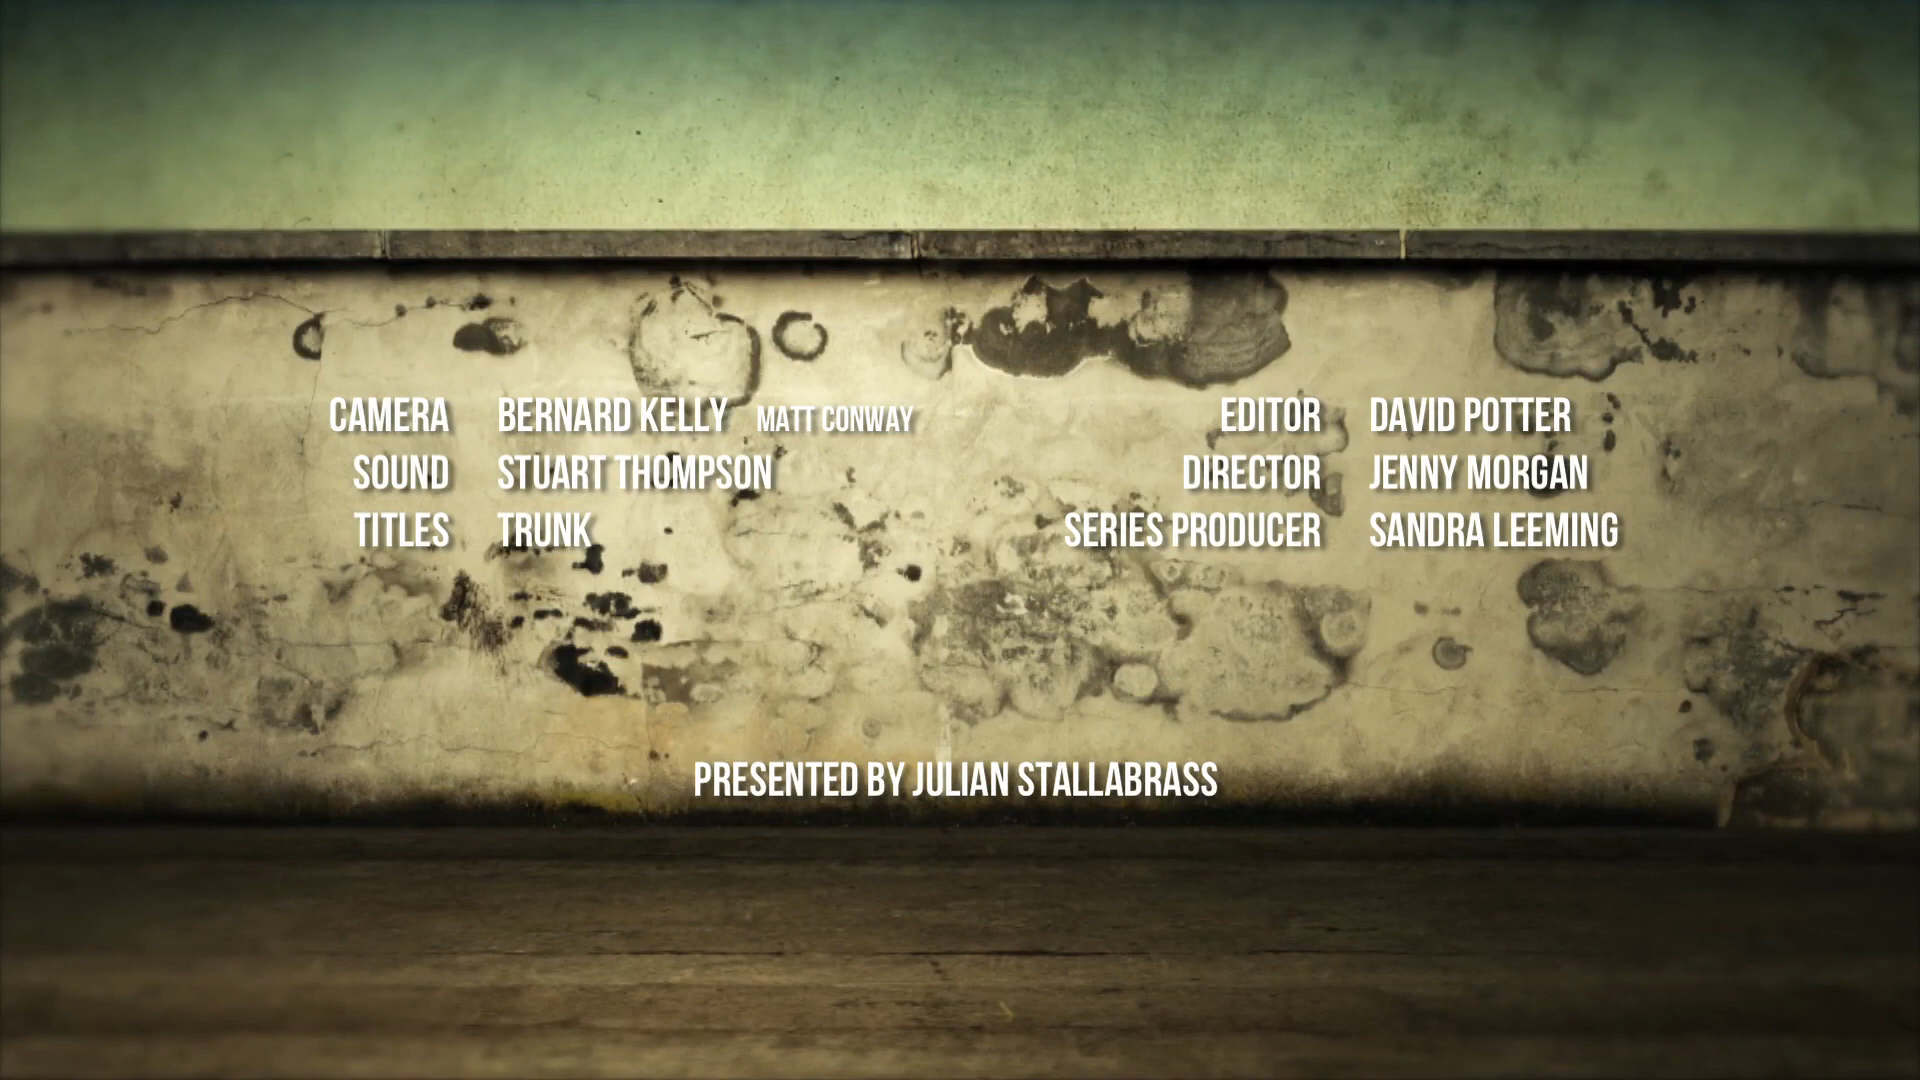 CAMERA BERNARD KELLY MATT CONWAY
SOUND STUART THOMPSON
TITLES TRUNK
EDITOR DAVID POTTER
DIRECTOR JENNY MORGAN
SERIES PRODUCER SANDRA LEEMING
PRESENTED BY JULIAN STALLABRASS